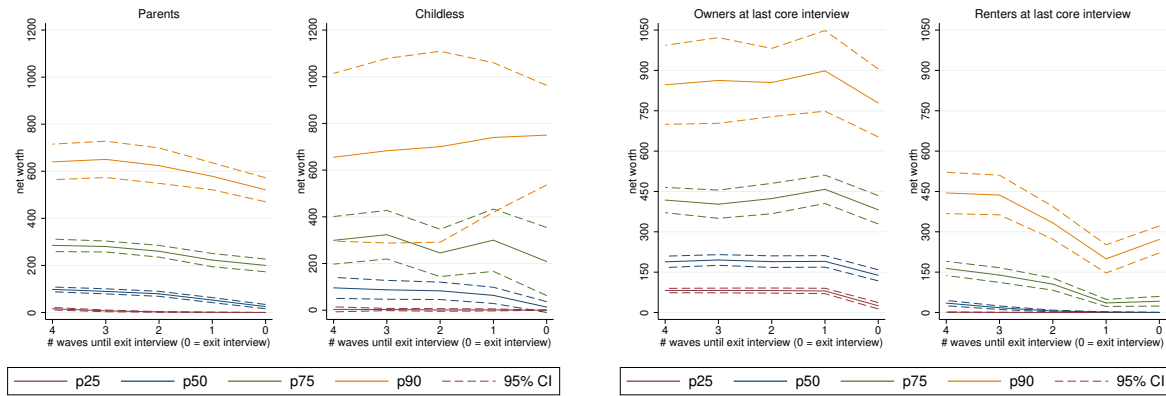 Parents
Childless
net worth
0 200 400 600 800 1000 1200
4 3 2 1 0
# waves until exit interview (0 = exit interview)
net worth
0 200 400 600 800 1000 1200
4 3 2 1 0
# waves until exit interview (0 = exit interview)
p25 p50 p75 p90 95% CI
Owners at last core interview
Renters at last core interview
net worth
0 150 300 450 600 750 900 1050
4 3 2 1 0
# waves until exit interview (0 = exit interview)
net worth
0 150 300 450 600 750 900 1050
4 3 2 1 0
# waves until exit interview (0 = exit interview)
p25 p50 p75 p90 95% CI